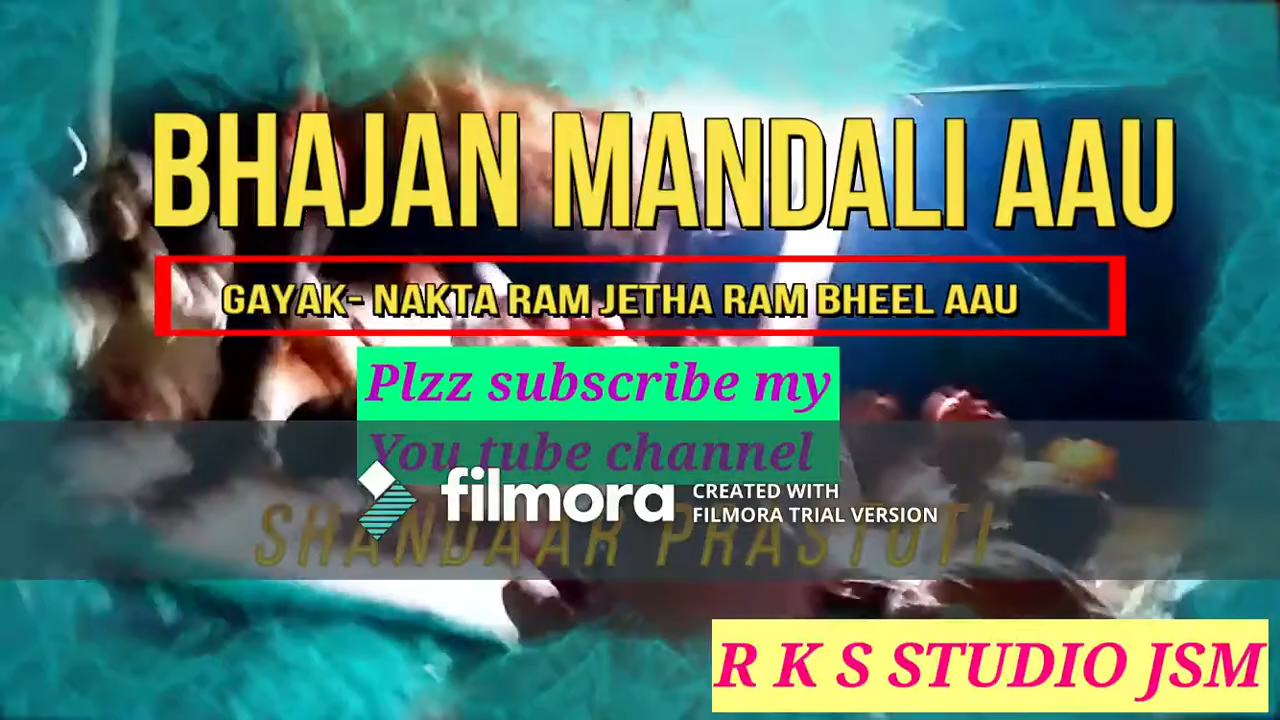 BHAJAN MANDALI AAU
GAYAK- NAKTA RAM JETHA RAM BHEEL AAU
Plzz subscribe my
You tube channel
filmora CREATED WITH
FILMORA TRIAL VERSION
SHANDAAR PRASTUTI
R K S STUDIO JSM